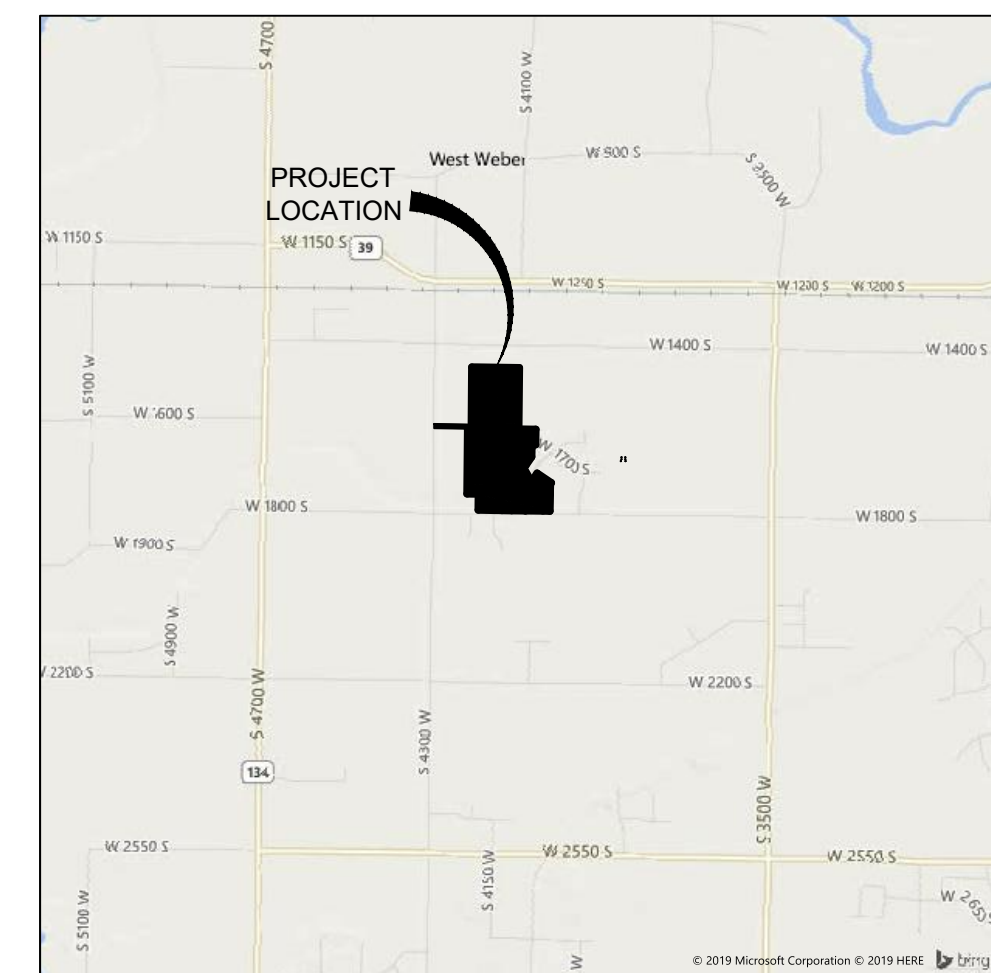 S 4700
S 4100 W
West Weber
W 900 S
S 3500 W
PROJECT
LOCATION
W 1150 S
W 1150 S
39
W 1250 S
W 1200 S
W 1200 S
W 1400 S
W 1400 S
S 5100 W
W 1600 S
W 1700 S
"
W 1800 S
W 1800 S
W 1900 S
S 4900 W
W 2200 S
W 2200 S
S 4700 W
S 4300 W
134
S 3500 W
W 2550 S
W 2550 S
W 2550 S
S 4150 W
S 5100 W
W 2650 S
W
© 2019 Microsoft Corporation © 2019 HERE
bing